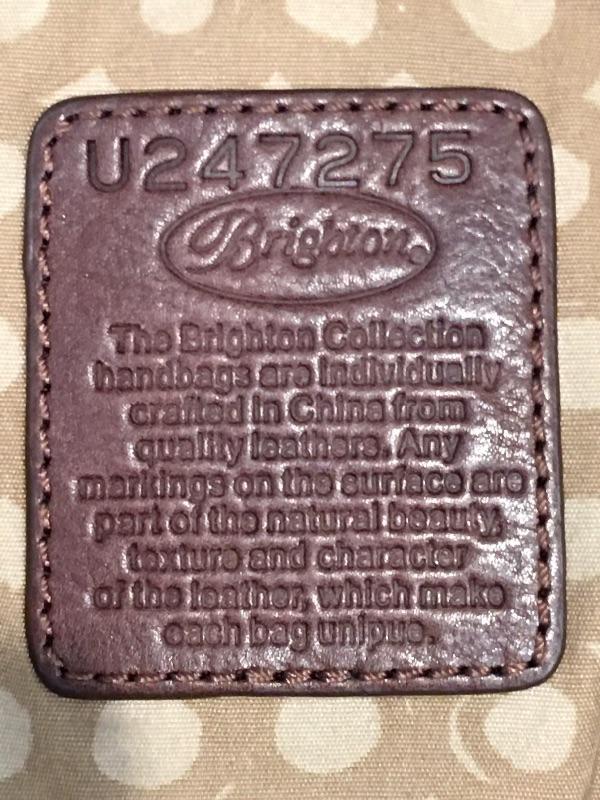 U247275
Brighton
The Brighton Collection
handbags are individually
crafted in China from
quality leathers. Any
markings on the surface are
part of the natural beauty,
texture and character
of the leather, which make
each bag unipue.